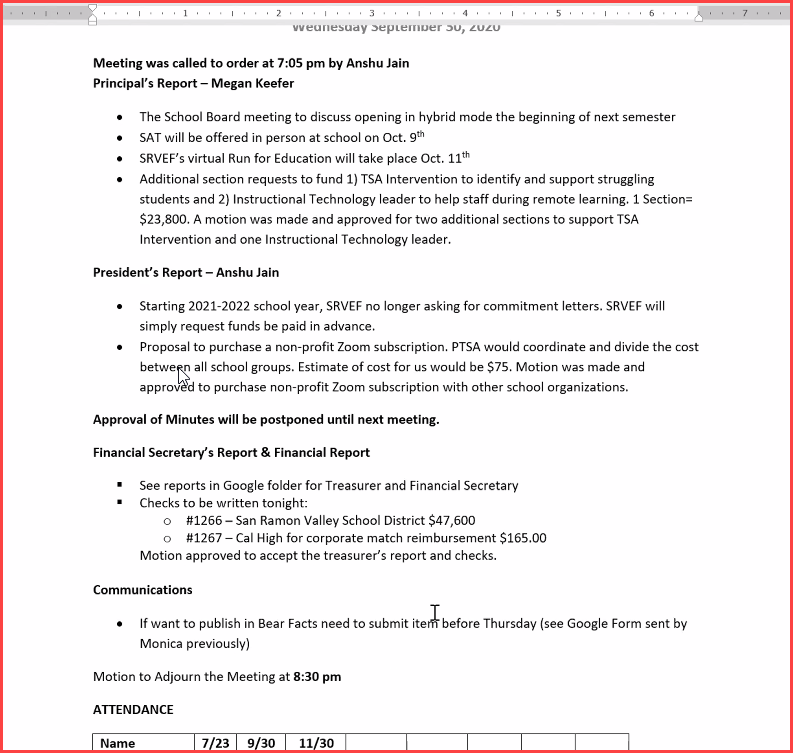 1 2 3 4 5 6 7
Wednesday September 30, 2020
Meeting was called to order at 7:05 pm by Anshu Jain
Principal's Report – Megan Keefer
• The School Board meeting to discuss opening in hybrid mode the beginning of next semester
• SAT will be offered in person at school on Oct. 9th
• SRVEF's virtual Run for Education will take place Oct. 11th
• Additional section requests to fund 1) TSA Intervention to identify and support struggling
students and 2) Instructional Technology leader to help staff during remote learning. 1 Section=
$23,800. A motion was made and approved for two additional sections to support TSA
Intervention and one Instructional Technology leader.
President's Report – Anshu Jain
• Starting 2021-2022 school year, SRVEF no longer asking for commitment letters. SRVEF will
simply request funds be paid in advance.
• Proposal to purchase a non-profit Zoom subscription. PTSA would coordinate and divide the cost
between all school groups. Estimate of cost for us would be $75. Motion was made and
approved to purchase non-profit Zoom subscription with other school organizations.
Approval of Minutes will be postponed until next meeting.
Financial Secretary's Report & Financial Report
▪ See reports in Google folder for Treasurer and Financial Secretary
▪ Checks to be written tonight:
o #1266 – San Ramon Valley School District $47,600
o #1267 – Cal High for corporate match reimbursement $165.00
Motion approved to accept the treasurer's report and checks.
Communications
• If want to publish in Bear Facts need to submit item before Thursday (see Google Form sent by
Monica previously)
Motion to Adjourn the Meeting at 8:30 pm
ATTENDANCE
Name 7/23 9/30 11/30